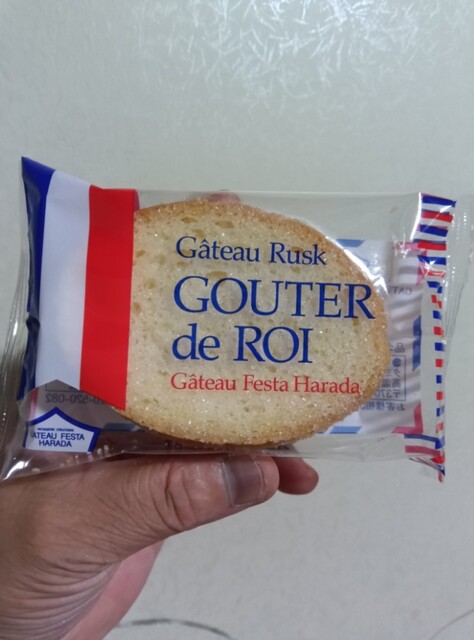 Gâteau Rusk
GOUTER
de ROI
Gâteau Festa Harada
GATEAU FESTA
HARADA